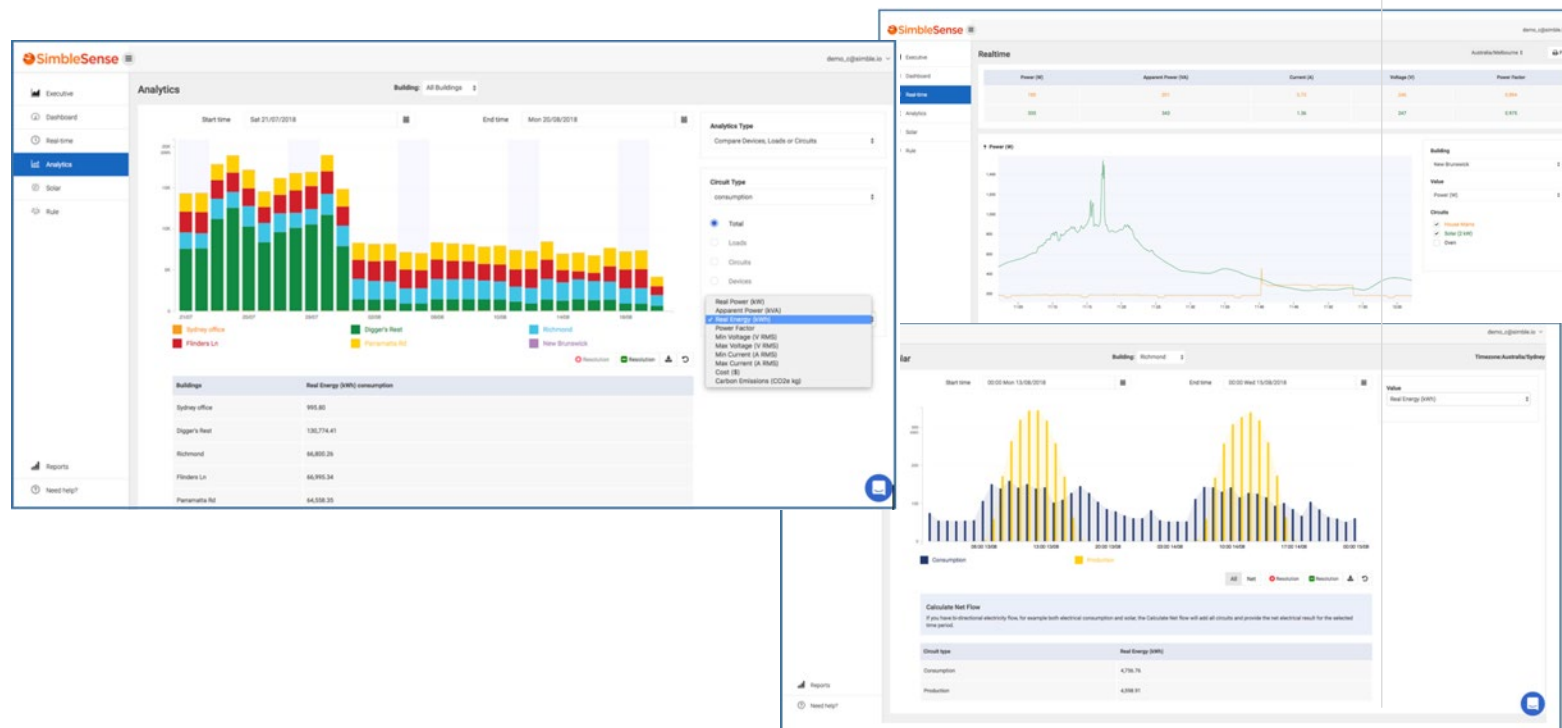 SimbleSense
demo_c@simble.io
Executive
Dashboard
Real-time
Analytics
Solar
Rule
Reports
Need help?
Analytics
Building: All Buildings
Start time Sat 21/07/2018
End time Mon 20/08/2018
Analytics Type
Compare Devices, Loads or Circuits
Circuit Type
consumption
Total
Loads
Circuits
Devices
Real Power (kW)
Apparent Power (kVA)
✓ Real Energy (kWh)
Power Factor
Min Voltage (V RMS)
Max Voltage (V RMS)
Min Current (A RMS)
Max Current (A RMS)
Cost ($)
Carbon Emissions (CO2e kg)
Sydney office Digger's Rest Richmond
Flinders Ln Parramatta Rd New Brunswick
Resolution Resolution
Buildings Real Energy (kWh) consumption
Sydney office 995.80
Digger's Rest 130,774.41
Richmond 66,800.26
Flinders Ln 66,995.34
Parramatta Rd 64,558.35
SimbleSense
Executive
Dashboard
Real-time
Analytics
Solar
Rule
Realtime
Australia/Melbourne
Power (W) Apparent Power (VA) Current (A) Voltage (V) Power Factor
Power (W)
Building
New Brunswick
Value
Power (W)
Circuits
House Mains
Solar (2 kW)
Oven
demo_c@simble.io
lar
Building: Richmond
Timezone:Australia/Sydney
Start time 00:00 Mon 13/08/2018
End time 00:00 Wed 15/08/2018
Value
Real Energy (kWh)
Consumption Production
All Net Resolution Resolution
Calculate Net Flow
If you have bi-directional electricity flow, for example both electrical consumption and solar, the Calculate Net flow will add all circuits and provide the net electrical result for the selected
time period.
Circuit type Real Energy (kWh)
Consumption 4,756.76
Production
Reports
Need help?